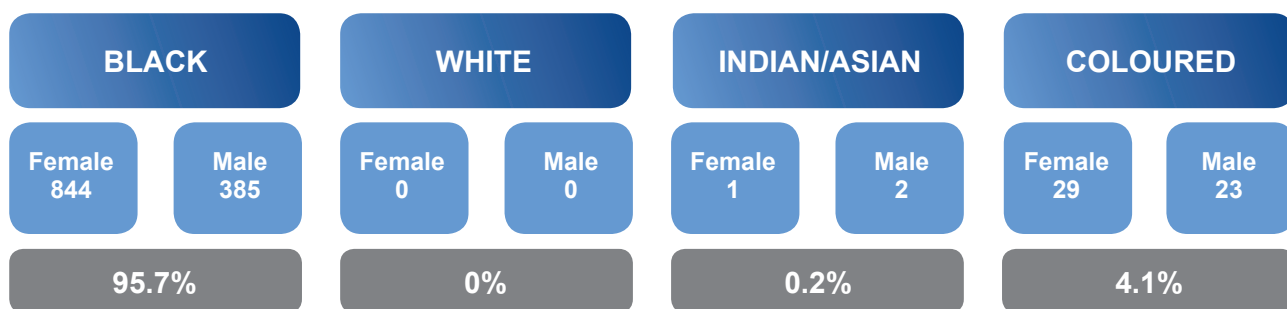 BLACK
Female
844
Male
385
95.7%
WHITE
Female
0
Male
0
0%
INDIAN/ASIAN
Female
1
Male
2
0.2%
COLOURED
Female
29
Male
23
4.1%